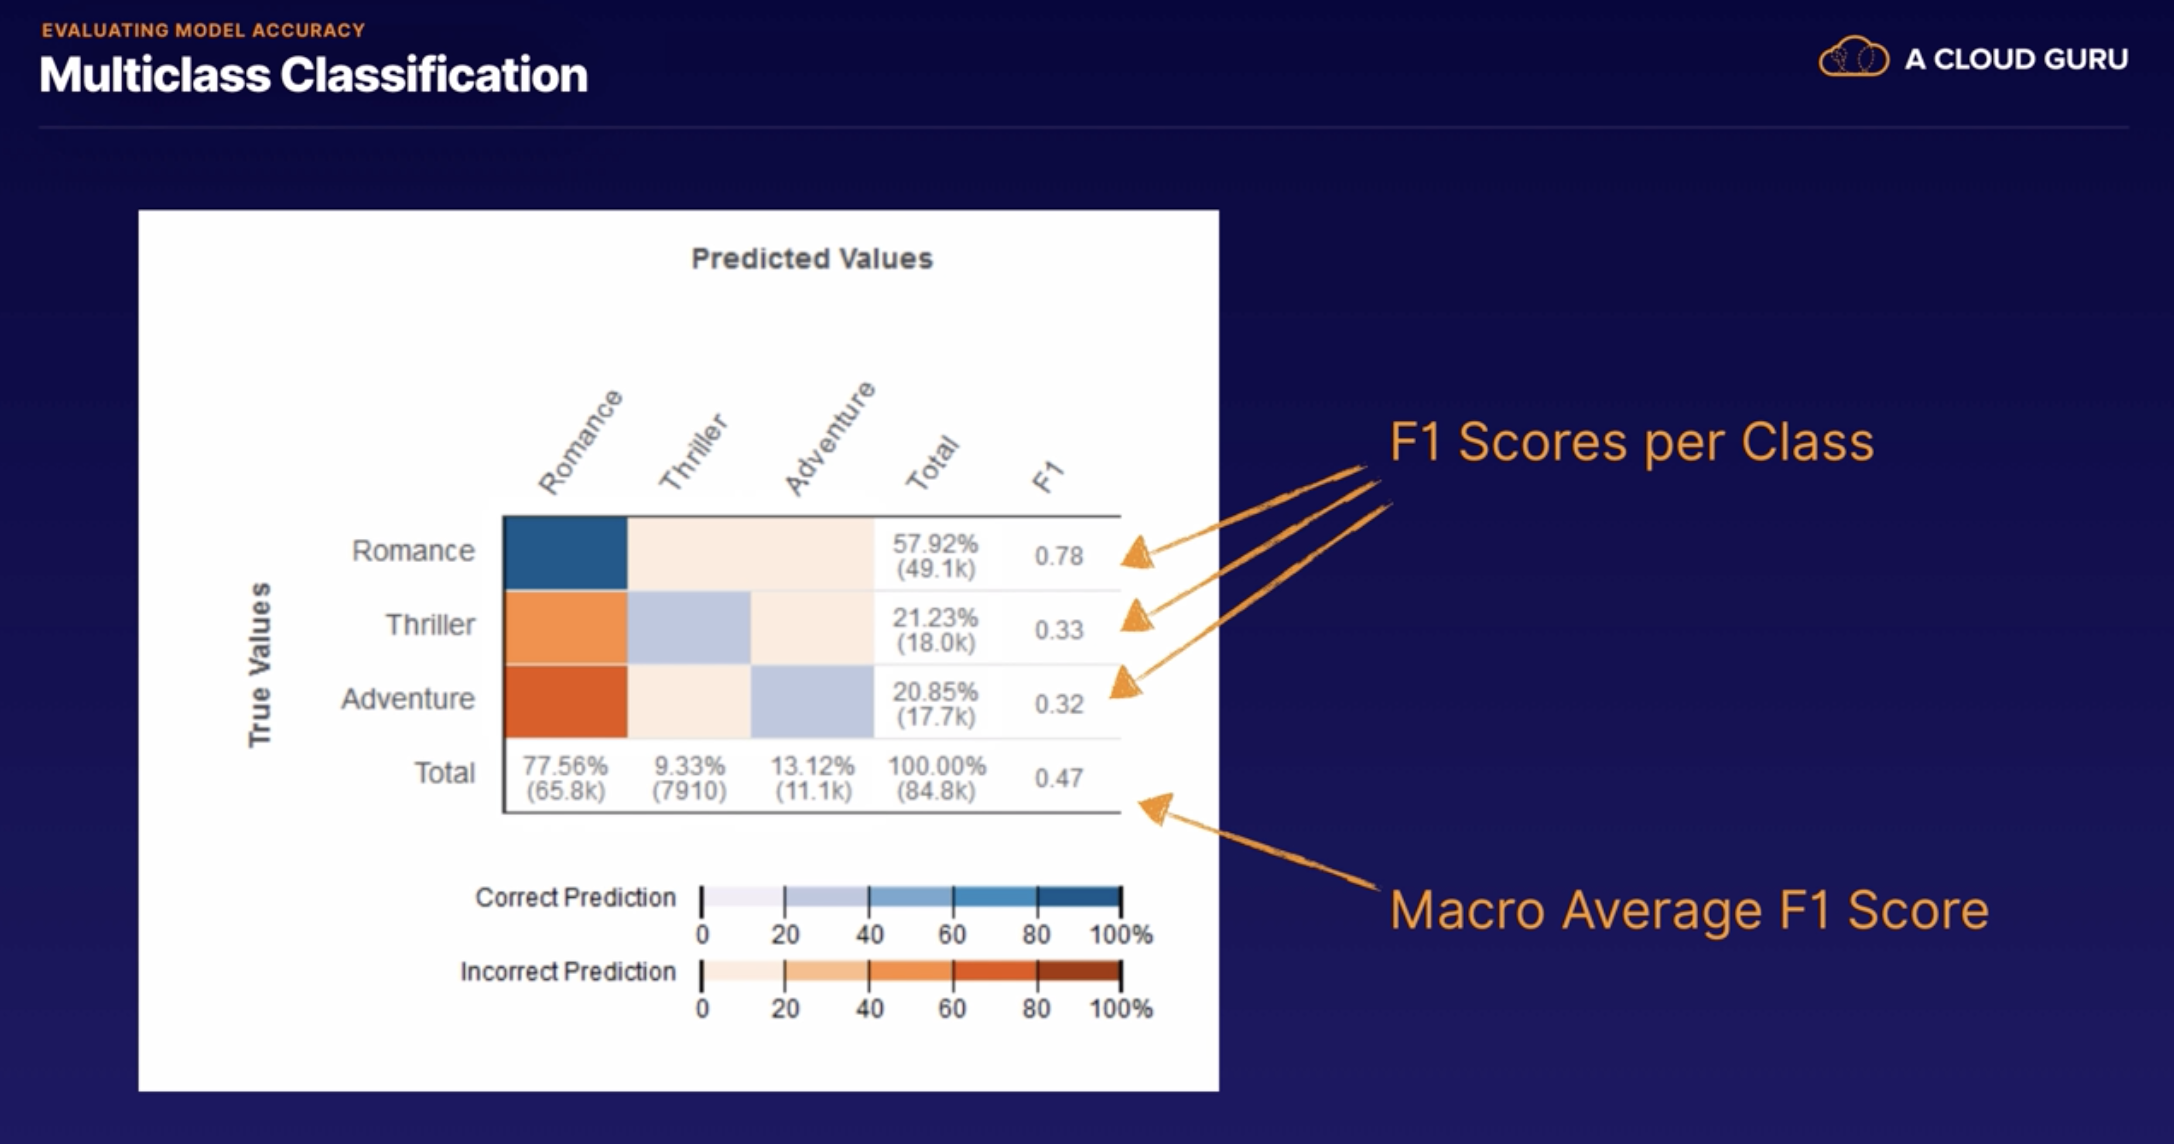 EVALUATING MODEL ACCURACY
Multiclass Classification
A CLOUD GURU
Predicted Values
Romance
Thriller
Adventure
Total
F1
True Values
Romance
57.92%
(49.1k)
0.78
Thriller
21.23%
(18.0k)
0.33
Adventure
20.85%
(17.7k)
0.32
Total
77.56%
(65.8k)
9.33%
(7910)
13.12%
(11.1k)
100.00%
(84.8k)
0.47
F1 Scores per Class
Macro Average F1 Score
Correct Prediction
0 20 40 60 80 100%
Incorrect Prediction
0 20 40 60 80 100%